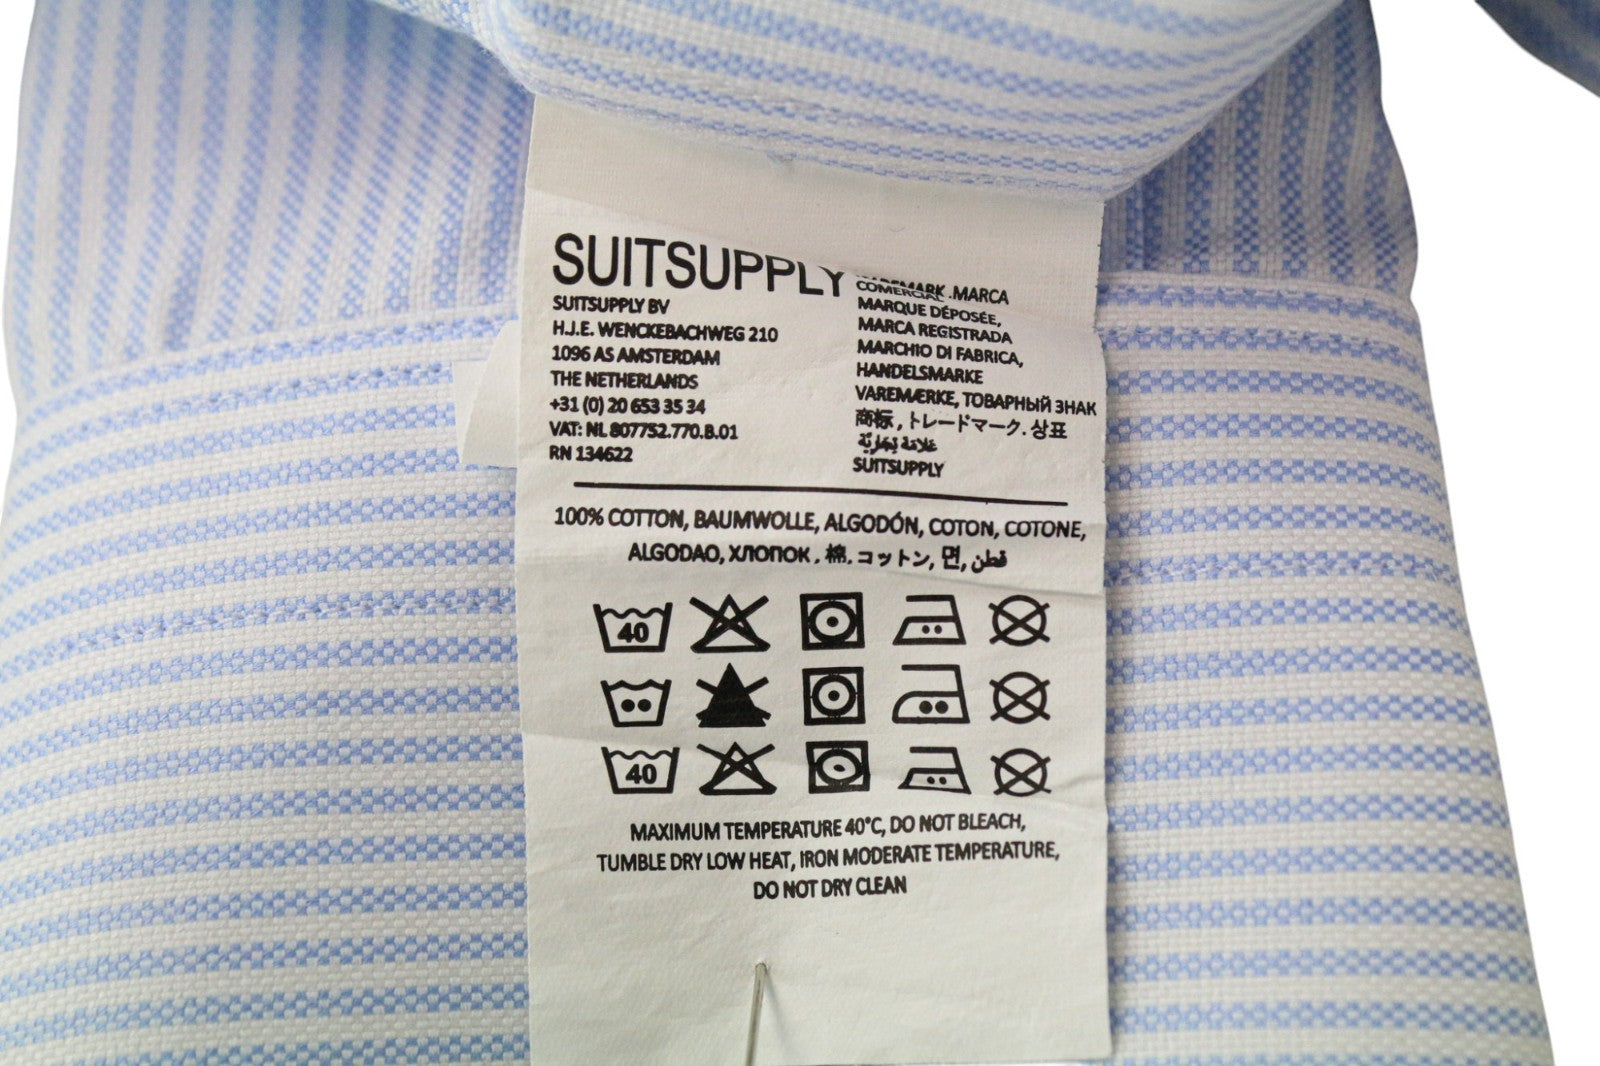 SUITSUPPLY
SUITSUPPLY BV
H.J.E. WENCKEBACHWEG 210
1096 AS AMSTERDAM
THE NETHERLANDS
+31 (0) 20 653 35 34
VAT: NL 807752.770.B.01
RN 134622
.MARCA
COMERCIAL
MARQUE DÉPOSÉE,
MARCA REGISTRADA
MARCHIO DI FABRICA,
HANDELSMARKE
VAREMÆRKE, ТОВАРНЫЙ ЗНАК
商标 , トレードマーク. 상표
علامة تجارية
SUITSUPPLY
100% COTTON, BAUMWOLLE, ALGODÓN, COTON, COTONE,
ALGODAO, ХЛОПОК . 棉. コットン, 면, قطن
40
40
MAXIMUM TEMPERATURE 40°C, DO NOT BLEACH,
TUMBLE DRY LOW HEAT, IRON MODERATE TEMPERATURE,
DO NOT DRY CLEAN